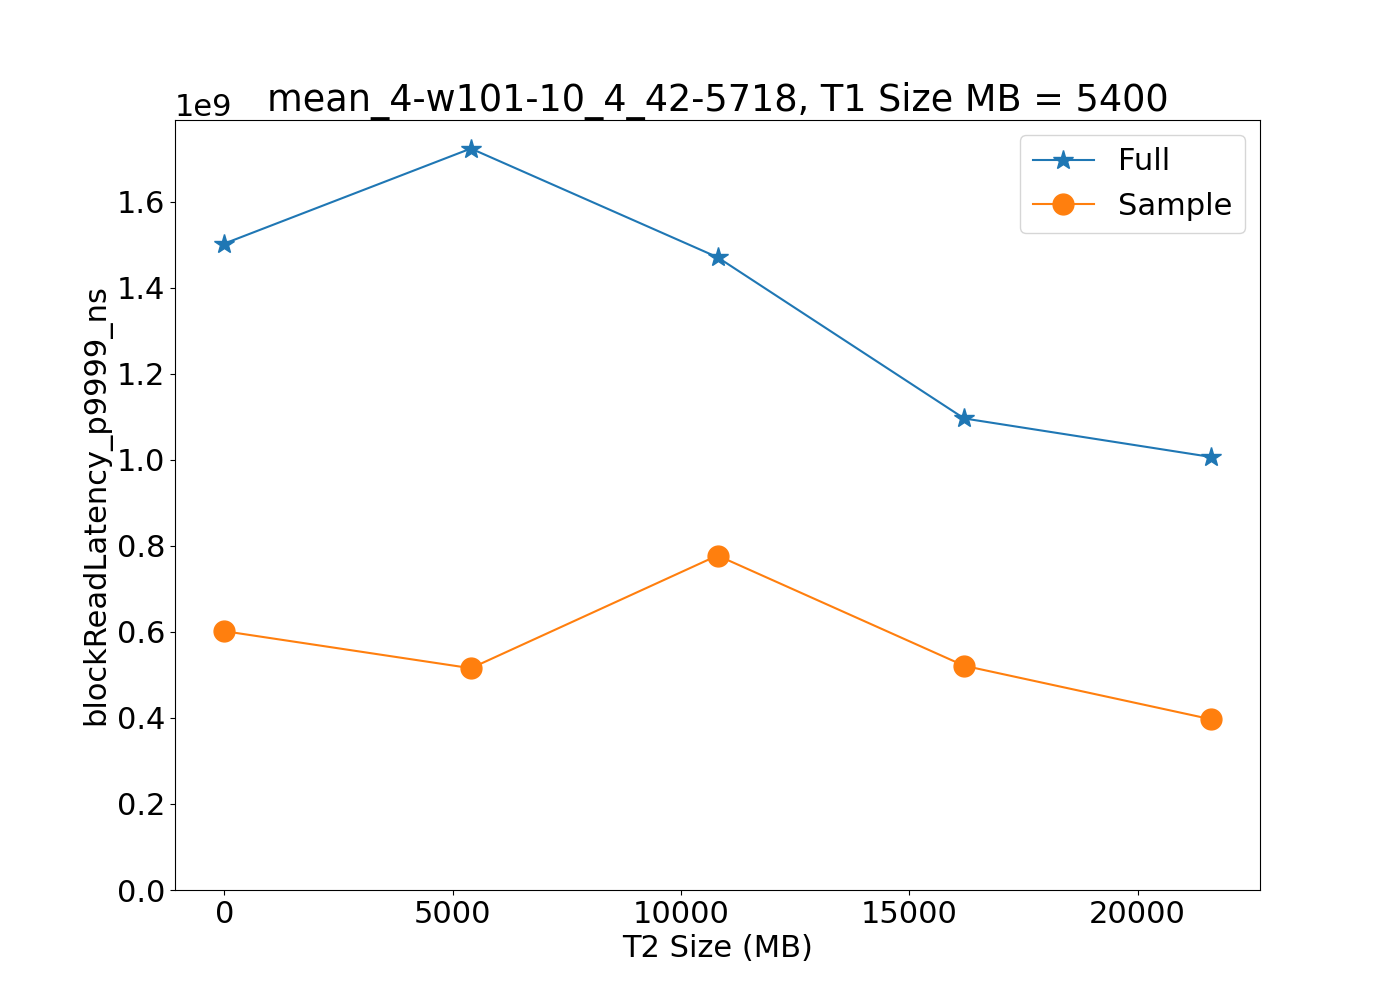 1e9
mean_4-w101-10_4_42-5718, T1 Size MB = 5400
Full
Sample
blockReadLatency_p9999_ns
1.6
1.4
1.2
1.0
0.8
0.6
0.4
0.2
0.0
0 5000 10000 15000 20000
T2 Size (MB)